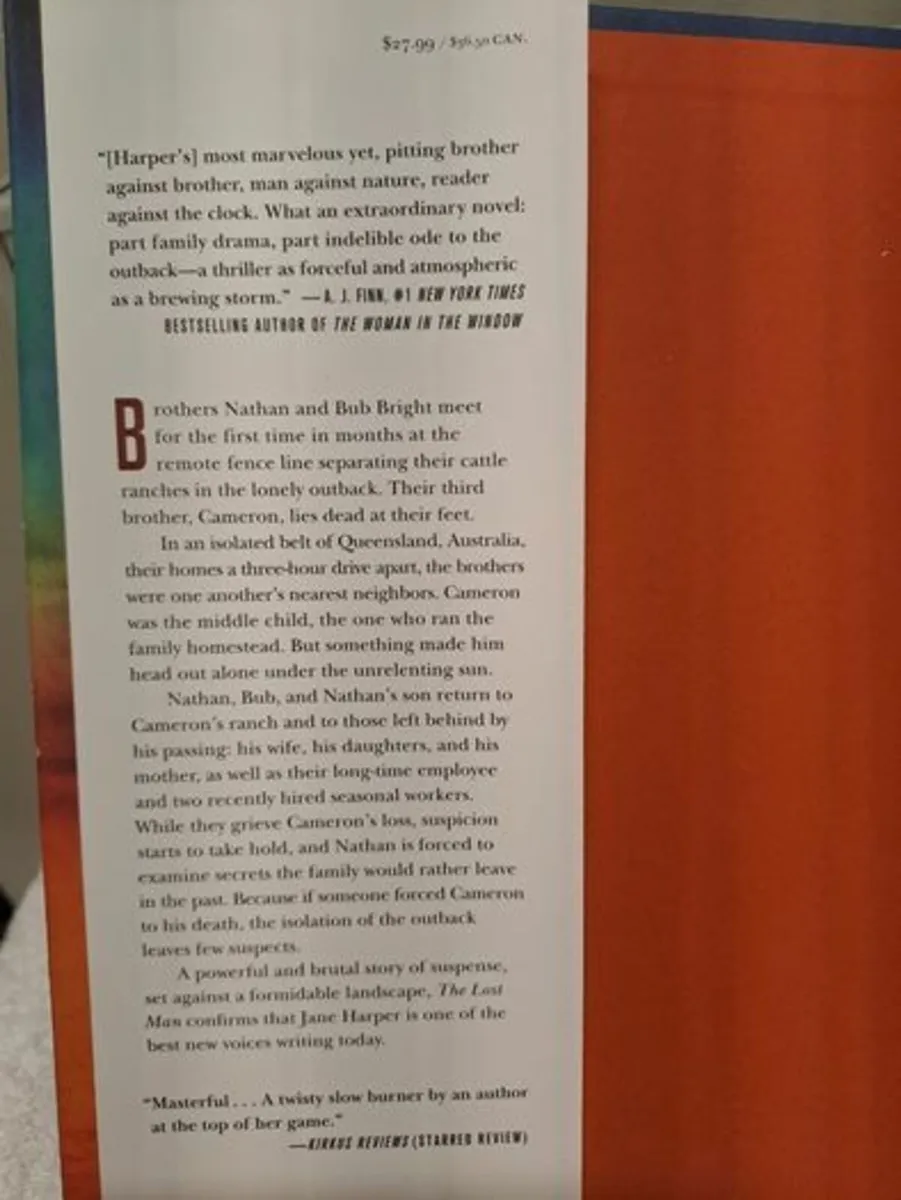 $27.99 / $36.50 CAN.
"[Harper's] most marvelous yet, pitting brother
against brother, man against nature, reader
against the clock. What an extraordinary novel:
part family drama, part indelible ode to the
outback—a thriller as forceful and atmospheric
as a brewing storm." —A. J. FINN, #1 NEW YORK TIMES
BESTSELLING AUTHOR OF THE WOMAN IN THE WINDOW
Brothers Nathan and Bub Bright meet
for the first time in months at the
remote fence line separating their cattle
ranches in the lonely outback. Their third
brother, Cameron, lies dead at their feet.
In an isolated belt of Queensland, Australia,
their homes a three-hour drive apart, the brothers
were one another's nearest neighbors. Cameron
was the middle child, the one who ran the
family homestead. But something made him
head out alone under the unrelenting sun.
Nathan, Bub, and Nathan's son return to
Cameron's ranch and to those left behind by
his passing: his wife, his daughters, and his
mother, as well as their long-time employee
and two recently hired seasonal workers.
While they grieve Cameron's loss, suspicion
starts to take hold, and Nathan is forced to
examine secrets the family would rather leave
in the past. Because if someone forced Cameron
to his death, the isolation of the outback
leaves few suspects.
A powerful and brutal story of suspense,
set against a formidable landscape, The Lost
Man confirms that Jane Harper is one of the
best new voices writing today.
"Masterful . . . A twisty slow burner by an author
at the top of her game."
—KIRKUS REVIEWS (STARRED REVIEW)